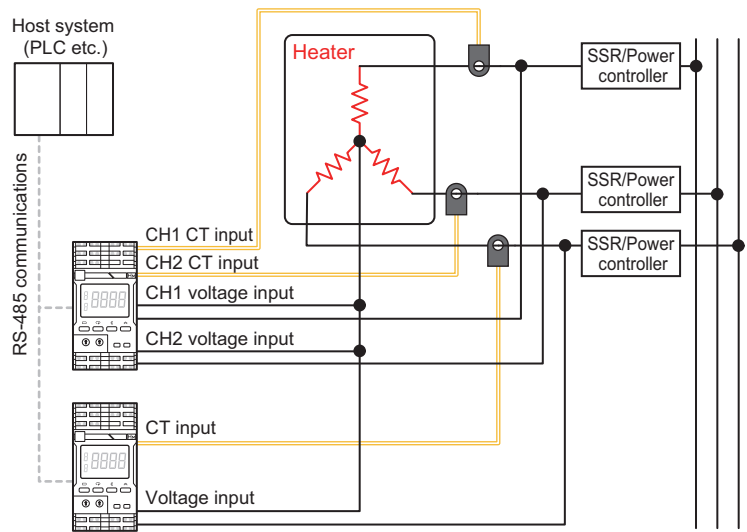 Host system
(PLC etc.)
Heater
SSR/Power
controller
SSR/Power
controller
SSR/Power
controller
RS-485 communications
CH1 CT input
CH2 CT input
CH1 voltage input
CH2 voltage input
CT input
Voltage input